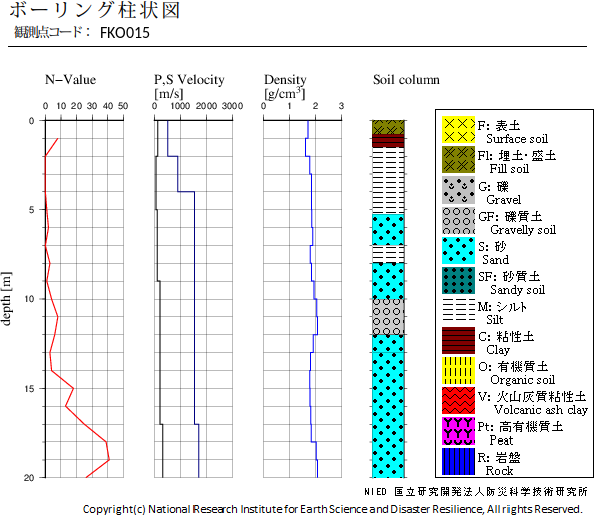 ボーリング柱状図
観測点コード： FKO015
N−Value
0 10 20 30 40 50
P,S Velocity
[m/s]
0 1000 2000 3000
Density
[g/cm3]
0 1 2 3
Soil column
depth [m]
0
5
10
15
20
F: 表土
Surface soil
Fl: 埋土・盛土
Fill soil
G: 礫
Gravel
GF: 礫質土
Gravelly soil
S: 砂
Sand
SF: 砂質土
Sandy soil
M: シルト
Silt
C: 粘性土
Clay
O: 有機質土
Organic soil
V: 火山灰質粘性土
Volcanic ash clay
Pt: 高有機質土
Peat
R: 岩盤
Rock
NIED 国立研究開発法人防災科学技術研究所
Copyright(c) National Research Institute for Earth Science and Disaster Resilience, All Rights Reserved.